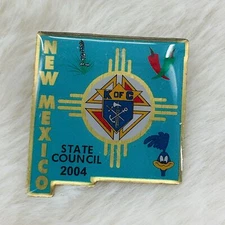 NEW MEXICO
K OF C
STATE
COUNCIL
2004